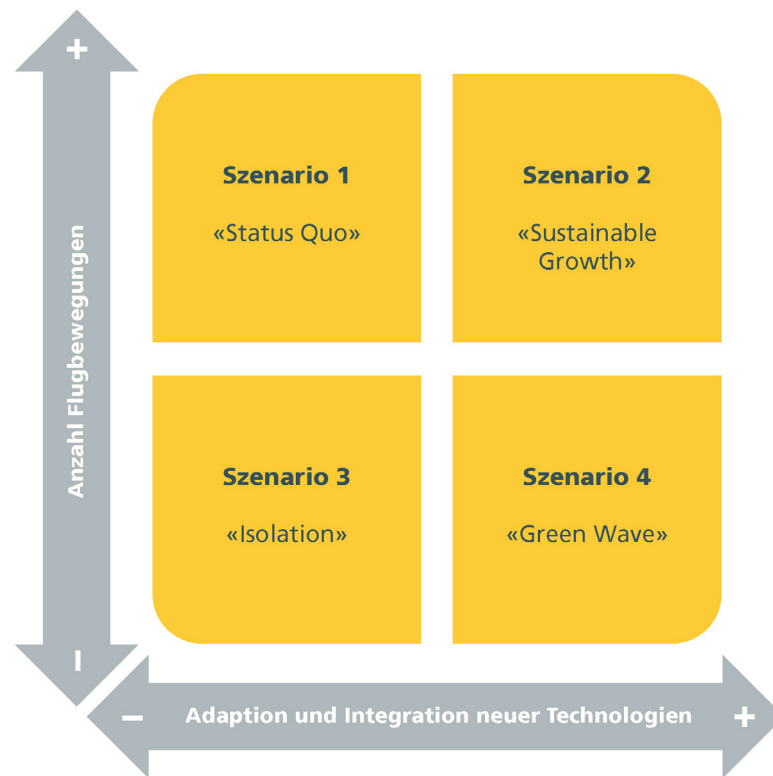 +
Anzahl Flugbewegungen
–
Szenario 1
«Status Quo»
Szenario 2
«Sustainable
Growth»
Szenario 3
«Isolation»
Szenario 4
«Green Wave»
– Adaption und Integration neuer Technologien +